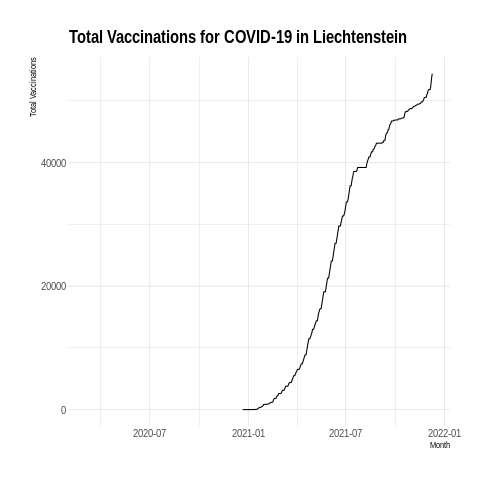 Total Vaccinations for COVID-19 in Liechtenstein
Total Vaccinations
40000
20000
0
2020-07
2021-01
2021-07
2022-01
Month